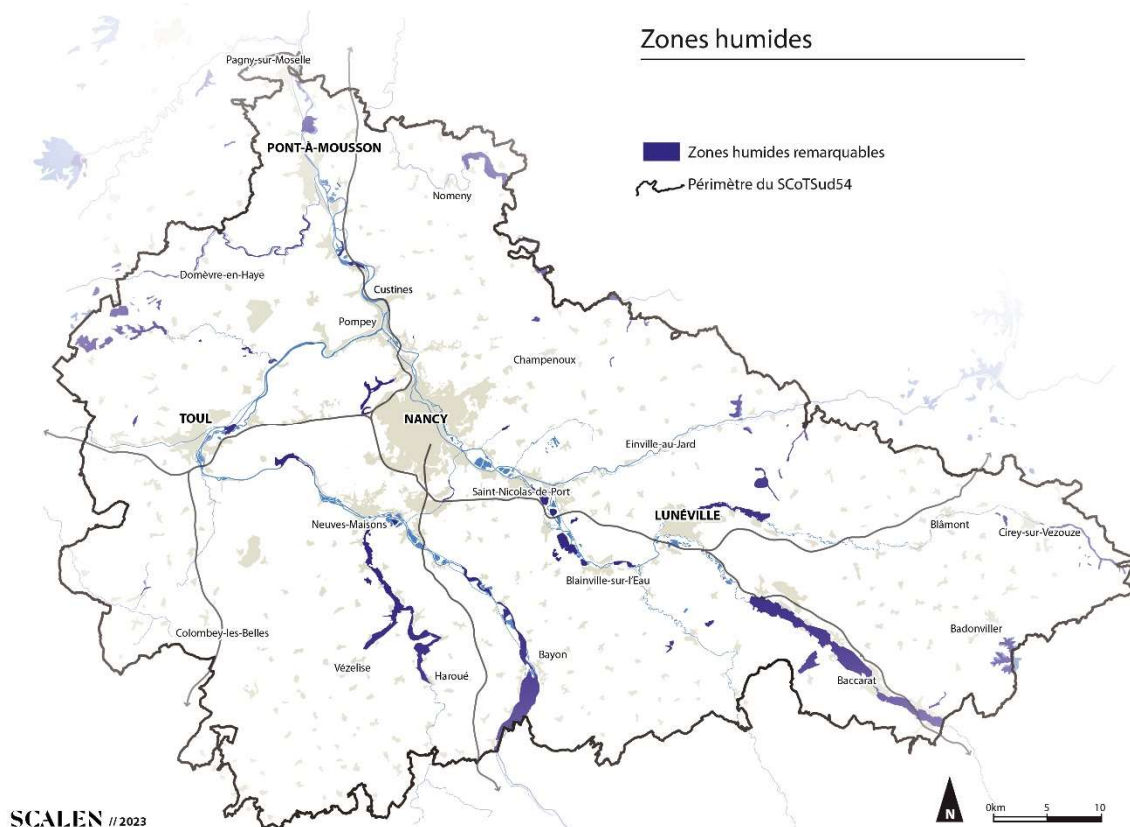 Zones humides
Zones humides remarquables
Périmètre du SCoTSud54
Pagny-sur-Moselle
PONT-À-MOUSSON
Nomeny
Domèvre-en-Haye
Custines
Pompey
Champenoux
TOUL
NANCY
Einville-au-Jard
Saint-Nicolas-de-Port
Neuves-Maisons
LUNÉVILLE
Blâmont
Cirey-sur-Vezouze
Blainville-sur-l'Eau
Colombey-les-Belles
Badonviller
Bayon
Vézelise
Haroué
Baccarat
N
0km 5 10
SCALEN // 2023